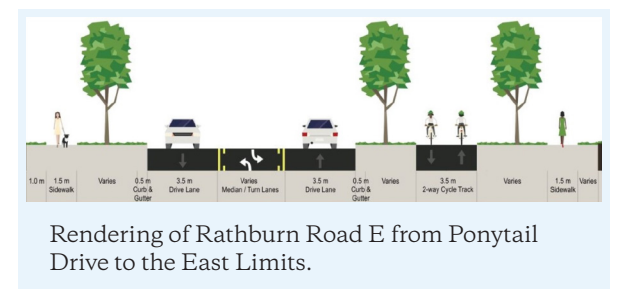 1.0 m 1.5 m Varies 0.5 m 3.5 m Varies 3.5 m 0.5 m Varies 3.5 m Varies 1.5 m Varies
Sidewalk Curb & Drive Lane Median / Turn Lanes Drive Lane Curb & 2-way Cycle Track Sidewalk
Gutter Gutter
Rendering of Rathburn Road E from Ponytail
Drive to the East Limits.